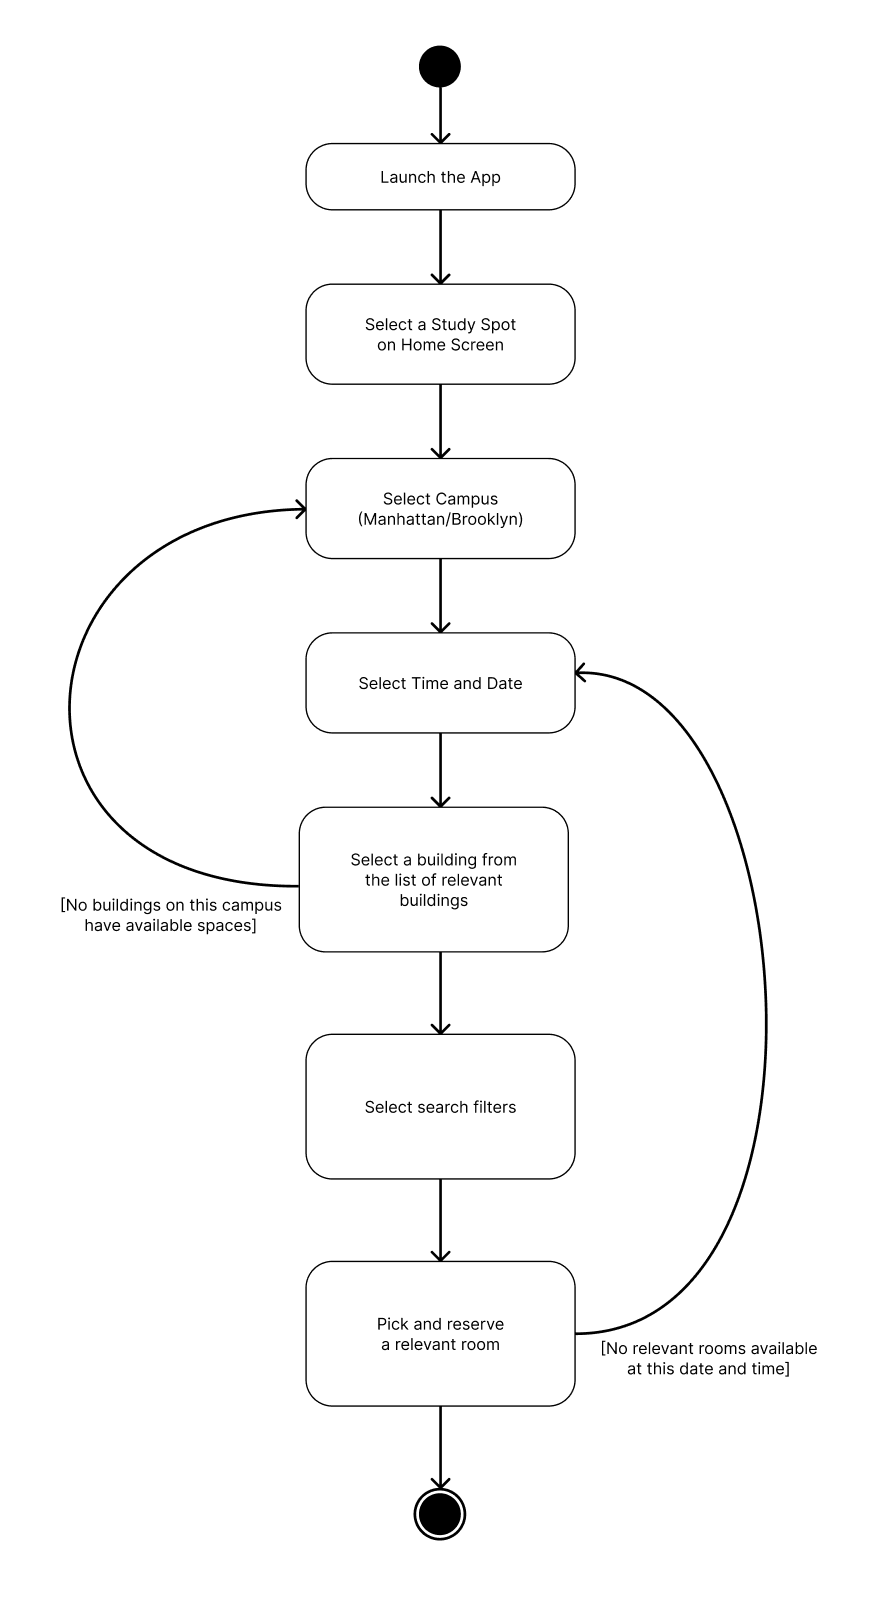 Launch the App
Select a Study Spot
on Home Screen
Select Campus
(Manhattan/Brooklyn)
Select Time and Date
Select a building from
the list of relevant
buildings
[No buildings on this campus
have available spaces]
Select search filters
Pick and reserve
a relevant room
[No relevant rooms available
at this date and time]